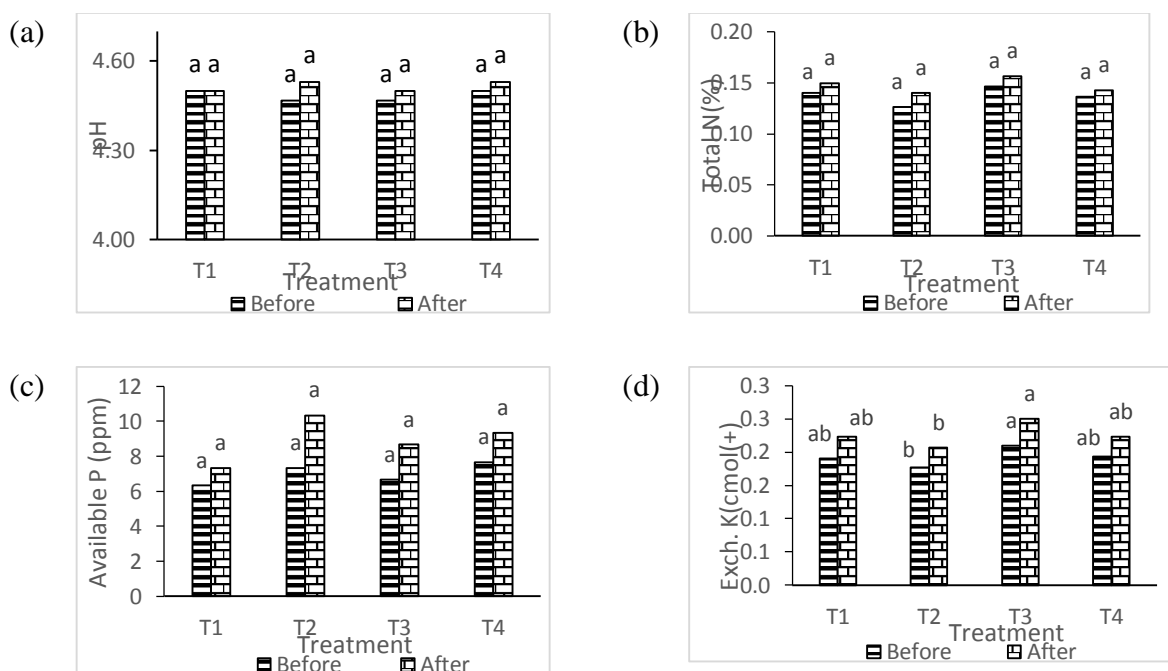 (a)
pH
4.60
4.30
4.00
a a a a a a a a
T1 T2 T3 T4
Treatment
Before After
(b)
Total N(%)
0.20
0.15
0.10
0.05
0.00
a a a a a a a a
T1 T2 T3 T4
Treatment
Before After
(c)
Available P (ppm)
12
10
8
6
4
2
0
a a a a a a a a
T1 T2 T3 T4
Treatment
Before After
(d)
Exch. K(cmol(+)
0.3
0.3
0.2
0.2
0.1
0.1
0.0
ab ab b b a a ab ab
T1 T2 T3 T4
Treatment
Before After